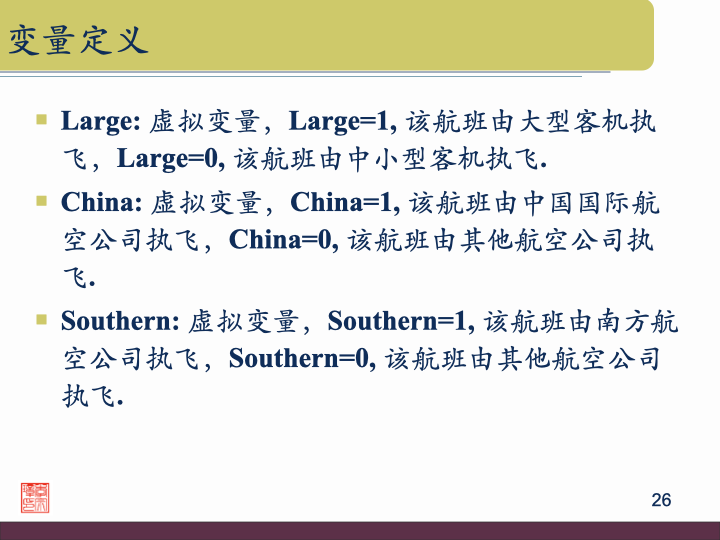 变量定义
Large: 虚拟变量，Large=1, 该航班由大型客机执
飞，Large=0, 该航班由中小型客机执飞.
China: 虚拟变量，China=1, 该航班由中国国际航
空公司执飞，China=0, 该航班由其他航空公司执
飞.
Southern: 虚拟变量，Southern=1, 该航班由南方航
空公司执飞，Southern=0, 该航班由其他航空公司
执飞.
26